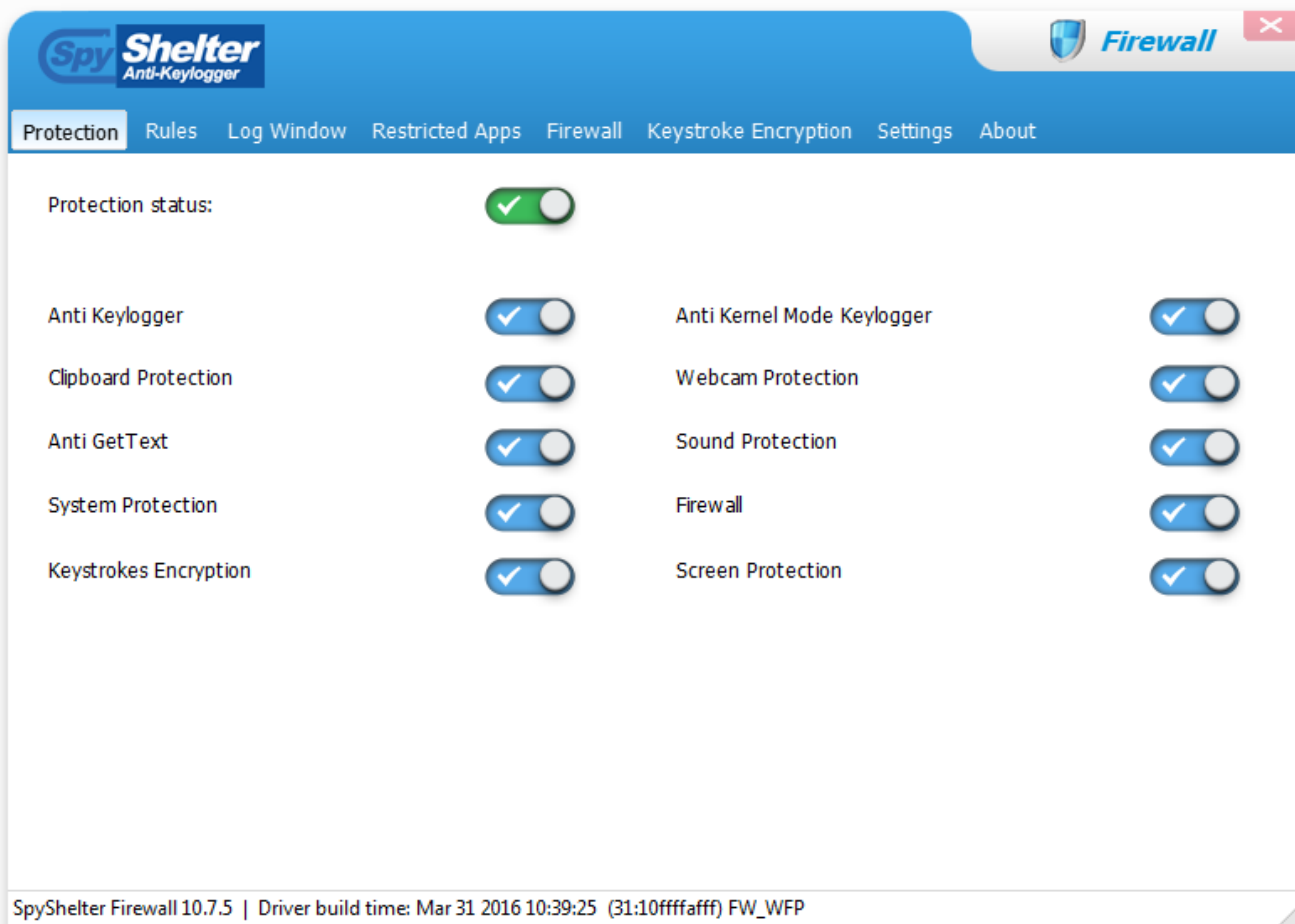 Spy Shelter
Anti-Keylogger
Firewall
Protection Rules Log Window Restricted Apps Firewall Keystroke Encryption Settings About
Protection status:
Anti Keylogger Anti Kernel Mode Keylogger
Clipboard Protection Webcam Protection
Anti GetText Sound Protection
System Protection Firewall
Keystrokes Encryption Screen Protection
SpyShelter Firewall 10.7.5 | Driver build time: Mar 31 2016 10:39:25 (31:10ffffafff) FW_WFP